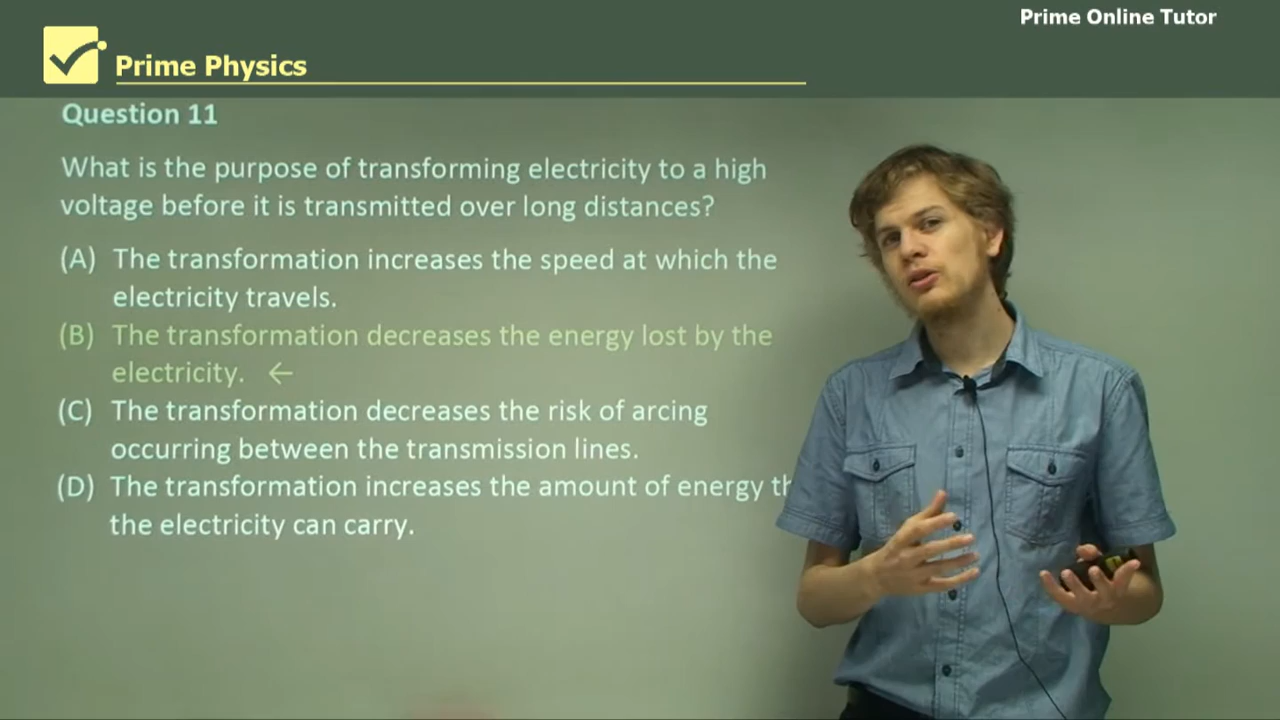 Prime Online Tutor
Prime Physics
Question 11
What is the purpose of transforming electricity to a high
voltage before it is transmitted over long distances?
(A) The transformation increases the speed at which the
electricity travels.
(B) The transformation decreases the energy lost by the
electricity. ←
(C) The transformation decreases the risk of arcing
occurring between the transmission lines.
(D) The transformation increases the amount of energy
the electricity can carry.